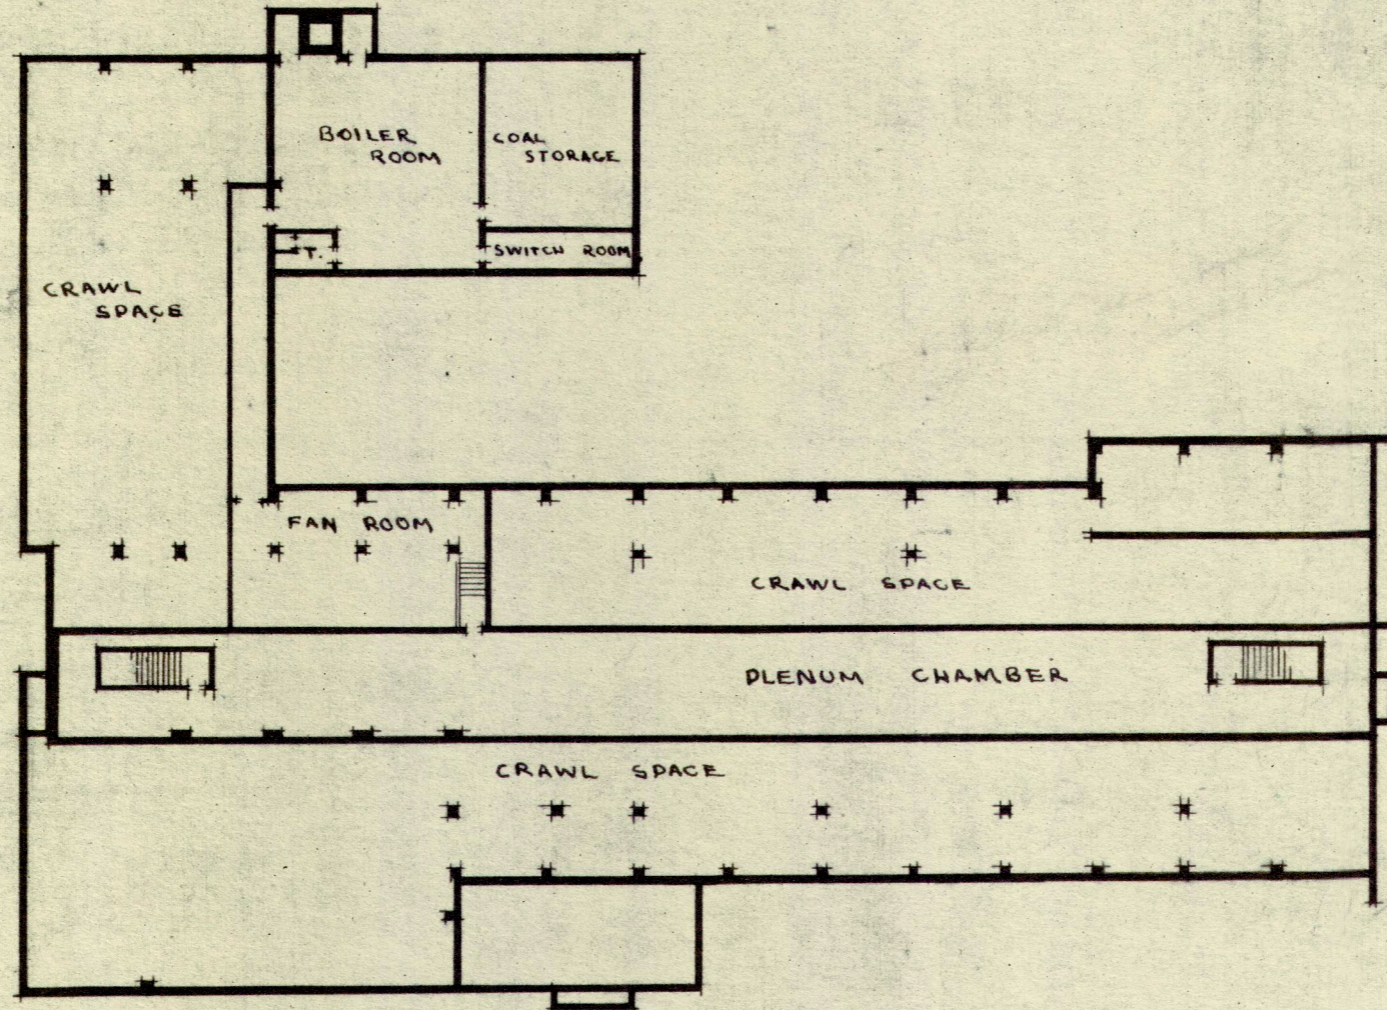 BOILER
ROOM
COAL
STORAGE
T.
SWITCH ROOM
CRAWL
SPACE
FAN ROOM
CRAWL SPACE
PLENUM CHAMBER
CRAWL SPACE